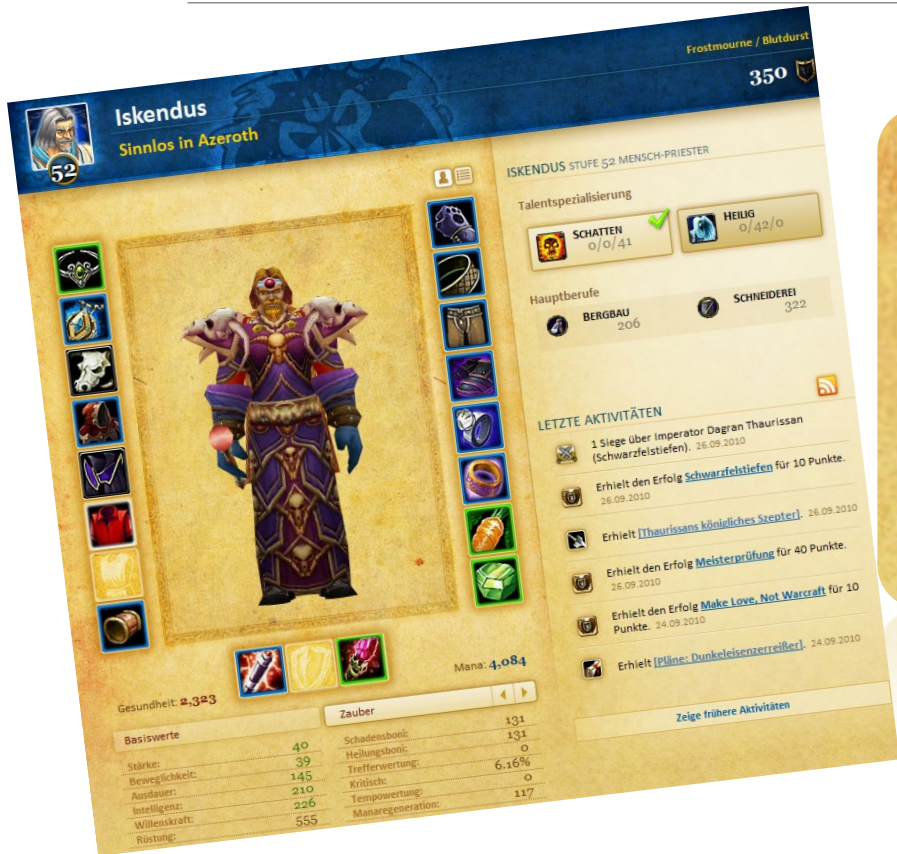 Iskendus
Sinnlos in Azeroth
52
Frostmourne / Blutdurst
350
ISKENDUS STUFE 52 MENSCH-PRIESTER
Talentspezialisierung
SCHATTEN
0/0/41
HEILIG
0/42/0
Hauptberufe
BERGBAU
206
SCHNEIDEREI
322
LETZTE AKTIVITÄTEN
1 Siege über Imperator Dagran Thaurissan
(Schwarzfelstiefen). 26.09.2010
Erhielt den Erfolg Schwarzfelstiefen für 10 Punkte.
26.09.2010
Erhielt [Thaurissans königliches Szepter]. 26.09.2010
Erhielt den Erfolg Meisterprüfung für 40 Punkte.
26.09.2010
Erhielt den Erfolg Make Love, Not Warcraft für 10
Punkte. 24.09.2010
Erhielt [Pläne: Dunkeleisenzerreißer]. 24.09.2010
Zeige frühere Aktivitäten
Gesundheit: 2,323
Mana: 4,084
Basiswerte
Stärke: 40
Beweglichkeit: 39
Ausdauer: 145
Intelligenz: 210
Willenskraft: 226
Rüstung: 555
Zauber
Schadensboni: 131
Heilungsboni: 131
Trefferwertung: 0
Kritisch: 6.16%
Tempowertung: 0
Manaregeneration: 117